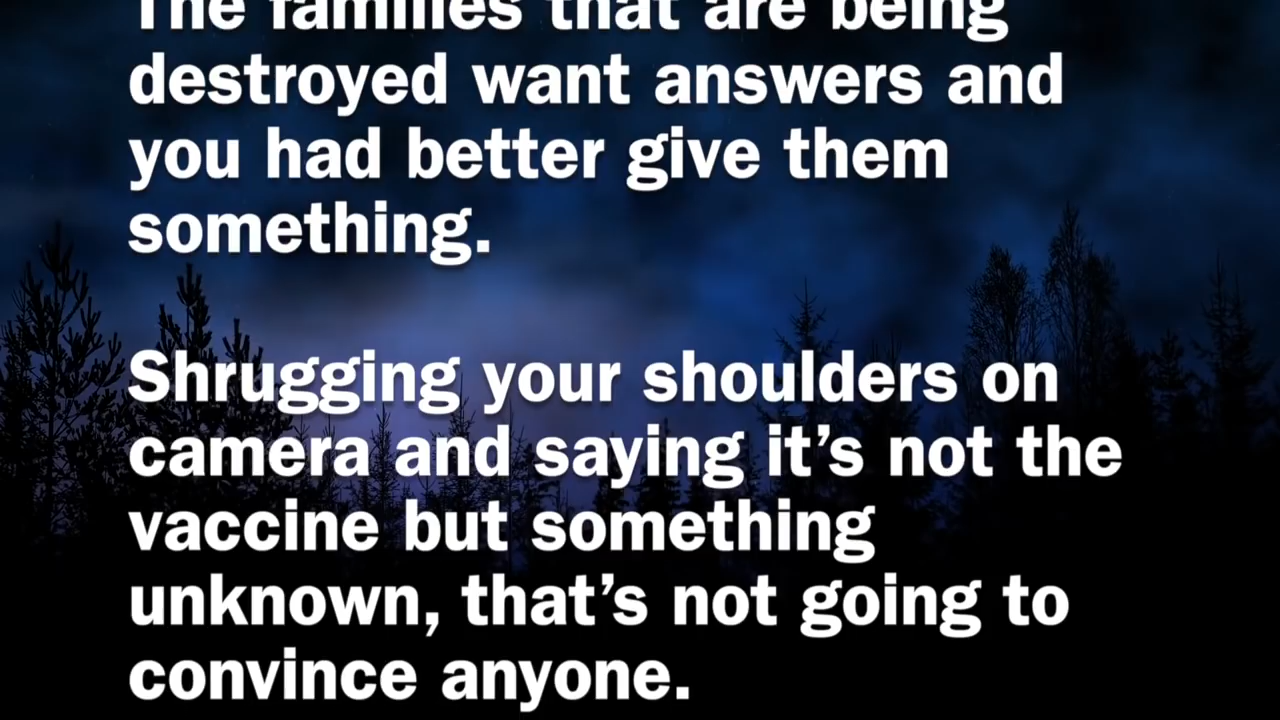 The families that are being
destroyed want answers and
you had better give them
something.
Shrugging your shoulders on
camera and saying it’s not the
vaccine but something
unknown, that’s not going to
convince anyone.